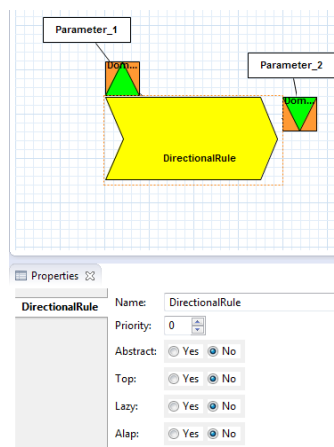 Parameter_1
Dom...
Parameter_2
Dom...
DirectionalRule
Properties
DirectionalRule
Name: DirectionalRule
Priority: 0
Abstract: Yes No
Top: Yes No
Lazy: Yes No
Alap: Yes No